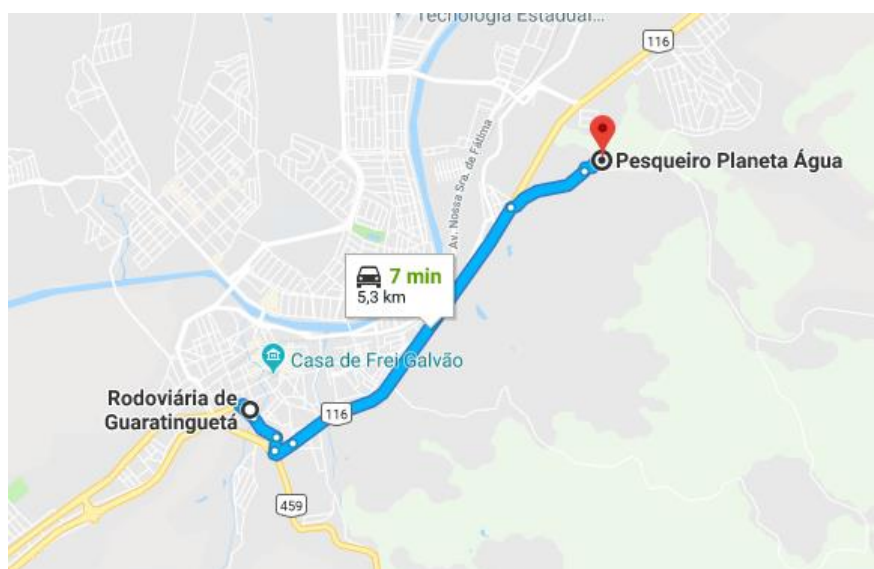 Tecnologia Estadual...
116
Pesqueiro Planeta Água
Av. Nossa Sra. de Fátima
7 min
5,3 km
Casa de Frei Galvão
Rodoviária de
Guaratinguetá
116
459